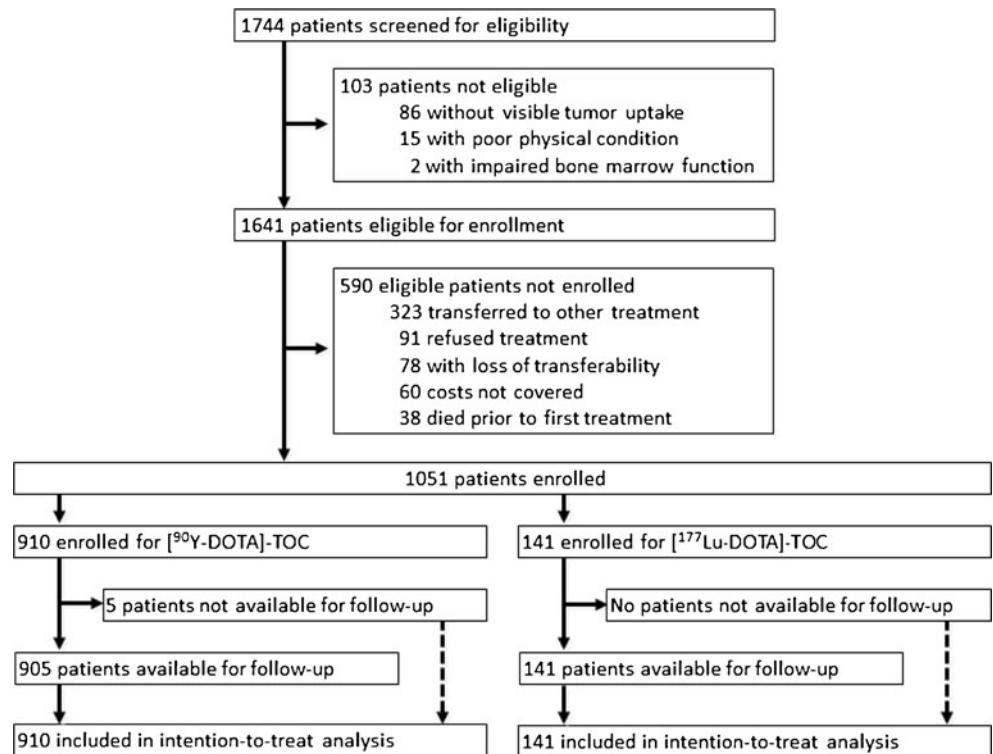 1744 patients screened for eligibility
103 patients not eligible
86 without visible tumor uptake
15 with poor physical condition
2 with impaired bone marrow function
1641 patients eligible for enrollment
590 eligible patients not enrolled
323 transferred to other treatment
91 refused treatment
78 with loss of transferability
60 costs not covered
38 died prior to first treatment
1051 patients enrolled
910 enrolled for [⁹⁰Y-DOTA]-TOC
141 enrolled for [¹⁷⁷Lu-DOTA]-TOC
5 patients not available for follow-up
No patients not available for follow-up
905 patients available for follow-up
141 patients available for follow-up
910 included in intention-to-treat analysis
141 included in intention-to-treat analysis